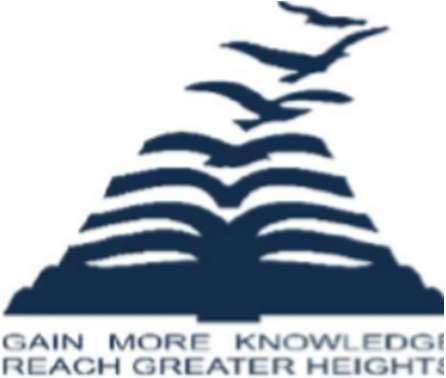 GAIN MORE KNOWLEDGE
REACH GREATER HEIGHTS